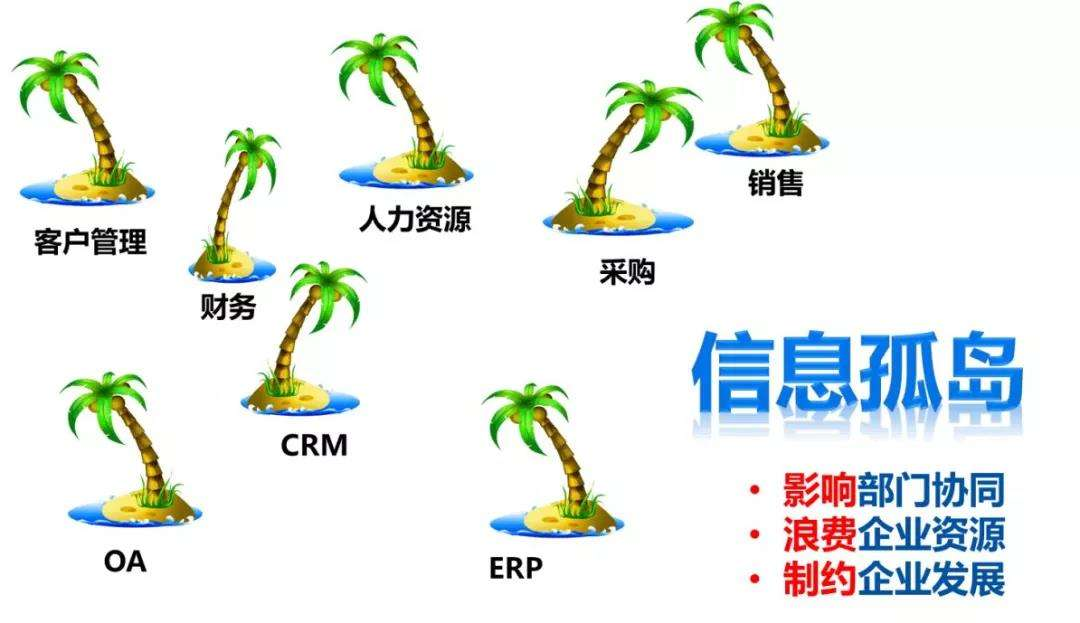 销售
人力资源
客户管理
采购
财务
信息孤岛
CRM
• 影响部门协同
• 浪费企业资源
• 制约企业发展
OA
ERP